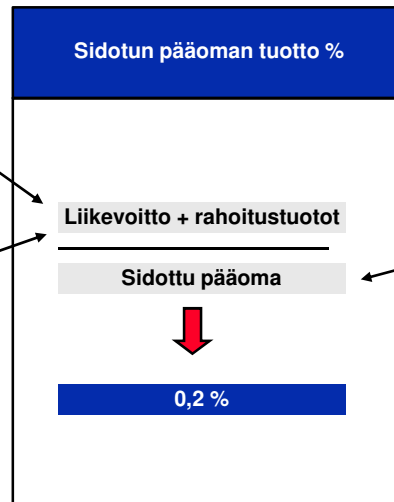 Sidotun pääoman tuotto %
Liikevoitto + rahoitustuotot
Sidottu pääoma
0,2 %